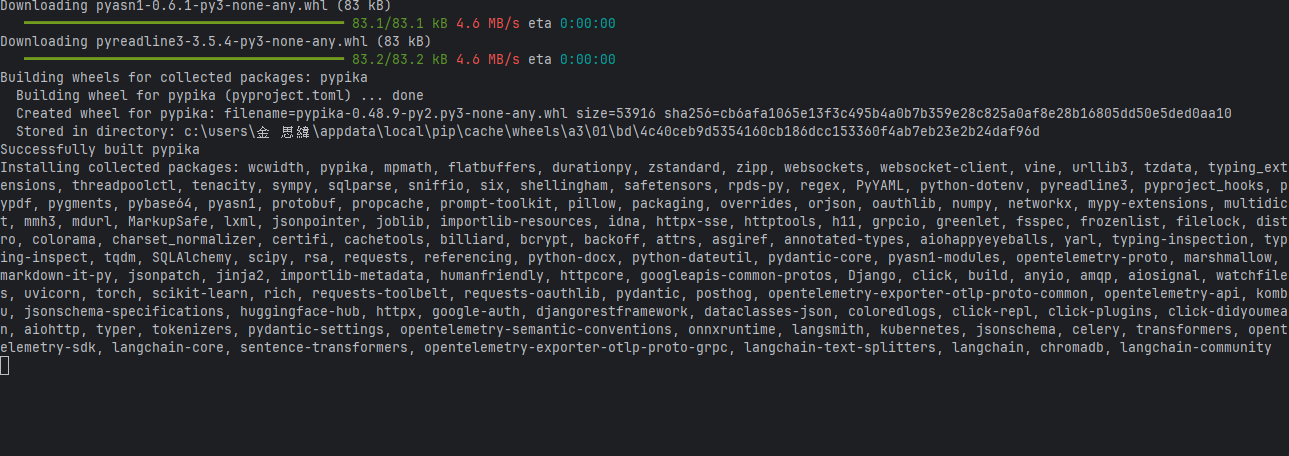 Downloading pyasn1-0.6.1-py3-none-any.whl (83 kB)
83.1/83.1 kB 4.6 MB/s eta 0:00:00
Downloading pyreadline3-3.5.4-py3-none-any.whl (83 kB)
83.2/83.2 kB 4.6 MB/s eta 0:00:00
Building wheels for collected packages: pypika
Building wheel for pypika (pyproject.toml) ... done
Created wheel for pypika: filename=pypika-0.48.9-py2.py3-none-any.whl size=53916 sha256=cb6afa1065e13f3c495b4a0b7b359e28c825a0af8e28b16805dd50e5ded0aa10
Stored in directory: c:\users\金 思緯\appdata\local\pip\cache\wheels\a3\01\bd\4c40ceb9d5354160cb186dcc153360f4ab7eb23e2b24daf96d
Successfully built pypika
Installing collected packages: wcwidth, pypika, mpmath, flatbuffers, durationpy, zstandard, zipp, websockets, websocket-client, vine, urllib3, tzdata, typing_ext
ensions, threadpoolctl, tenacity, sympy, sqlparse, sniffio, six, shellingham, safetensors, rpds-py, regex, PyYAML, python-dotenv, pyreadline3, pyproject_hooks, p
ypdf, pygments, pybase64, pyasn1, protobuf, propcache, prompt-toolkit, pillow, packaging, overrides, orjson, oauthlib, numpy, networkx, mypy-extensions, multidic
t, mmh3, mdurl, MarkupSafe, lxml, jsonpointer, joblib, importlib-resources, idna, httpx-sse, httptools, h11, grpcio, greenlet, fsspec, frozenlist, filelock, dist
ro, colorama, charset_normalizer, certifi, cachetools, billiard, bcrypt, backoff, attrs, asgiref, annotated-types, aiohappyeyeballs, yarl, typing-inspection, typ
ing-inspect, tqdm, SQLAlchemy, scipy, rsa, requests, referencing, python-docx, python-dateutil, pydantic-core, pyasn1-modules, opentelemetry-proto, marshmallow,
markdown-it-py, jsonpatch, jinja2, importlib-metadata, humanfriendly, httpcore, googleapis-common-protos, Django, click, build, anyio, amqp, aiosignal, watchfile
s, uvicorn, torch, scikit-learn, rich, requests-toolbelt, requests-oauthlib, pydantic, posthog, opentelemetry-exporter-otlp-proto-common, opentelemetry-api, komb
u, jsonschema-specifications, huggingface-hub, httpx, google-auth, djangorestframework, dataclasses-json, coloredlogs, click-repl, click-plugins, click-didyoumea
n, aiohttp, typer, tokenizers, pydantic-settings, opentelemetry-semantic-conventions, onnxruntime, langsmith, kubernetes, jsonschema, celery, transformers, opent
elemetry-sdk, langchain-core, sentence-transformers, opentelemetry-exporter-otlp-proto-grpc, langchain-text-splitters, langchain, chromadb, langchain-community